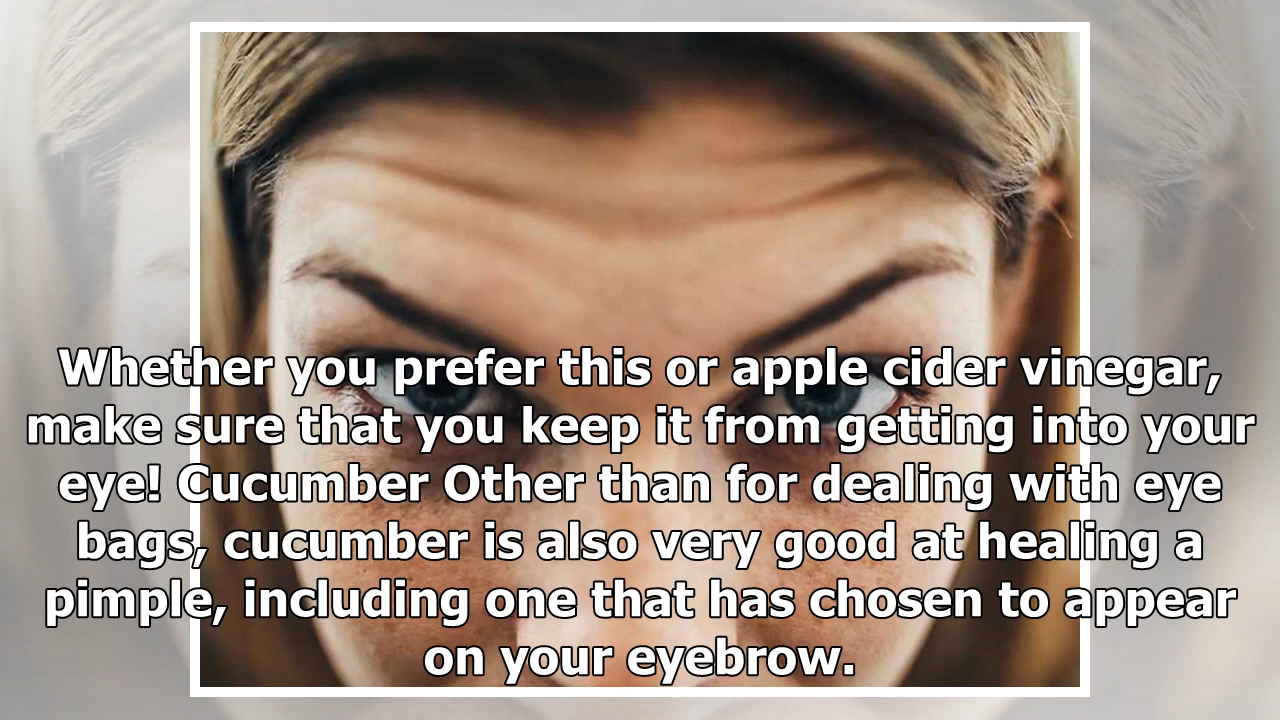 Whether you prefer this or apple cider vinegar,
make sure that you keep it from getting into your
eye! Cucumber Other than for dealing with eye
bags, cucumber is also very good at healing a
pimple, including one that has chosen to appear
on your eyebrow.